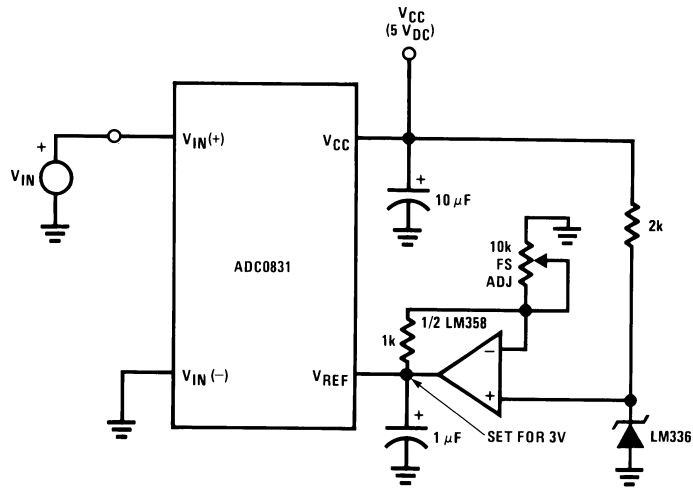 VCC
(5 VDC)
+
VIN
VIN(+)
VCC
+
10 μF
2k
10k
FS
ADJ
ADC0831
1/2 LM358
1k
−
+
VIN(−)
VREF
+
1 μF
SET FOR 3V
LM336